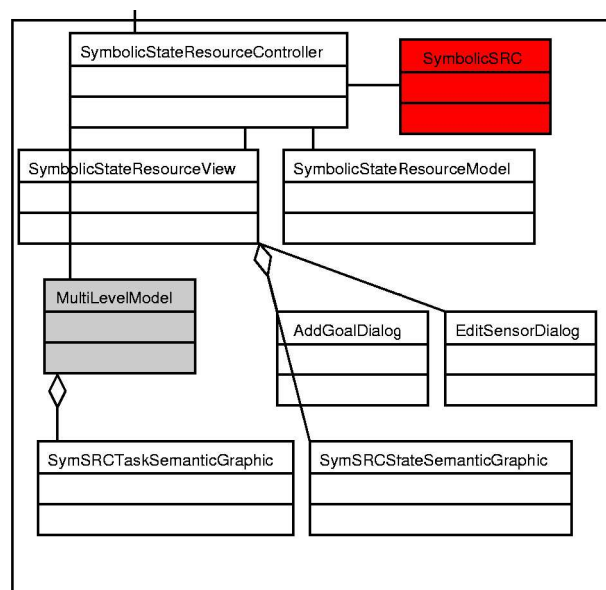 SymbolicStateResourceController
SymbolicSRC
SymbolicStateResourceView
SymbolicStateResourceModel
MultiLevelModel
AddGoalDialog
EditSensorDialog
SymSRCTaskSemanticGraphic
SymSRCStateSemanticGraphic